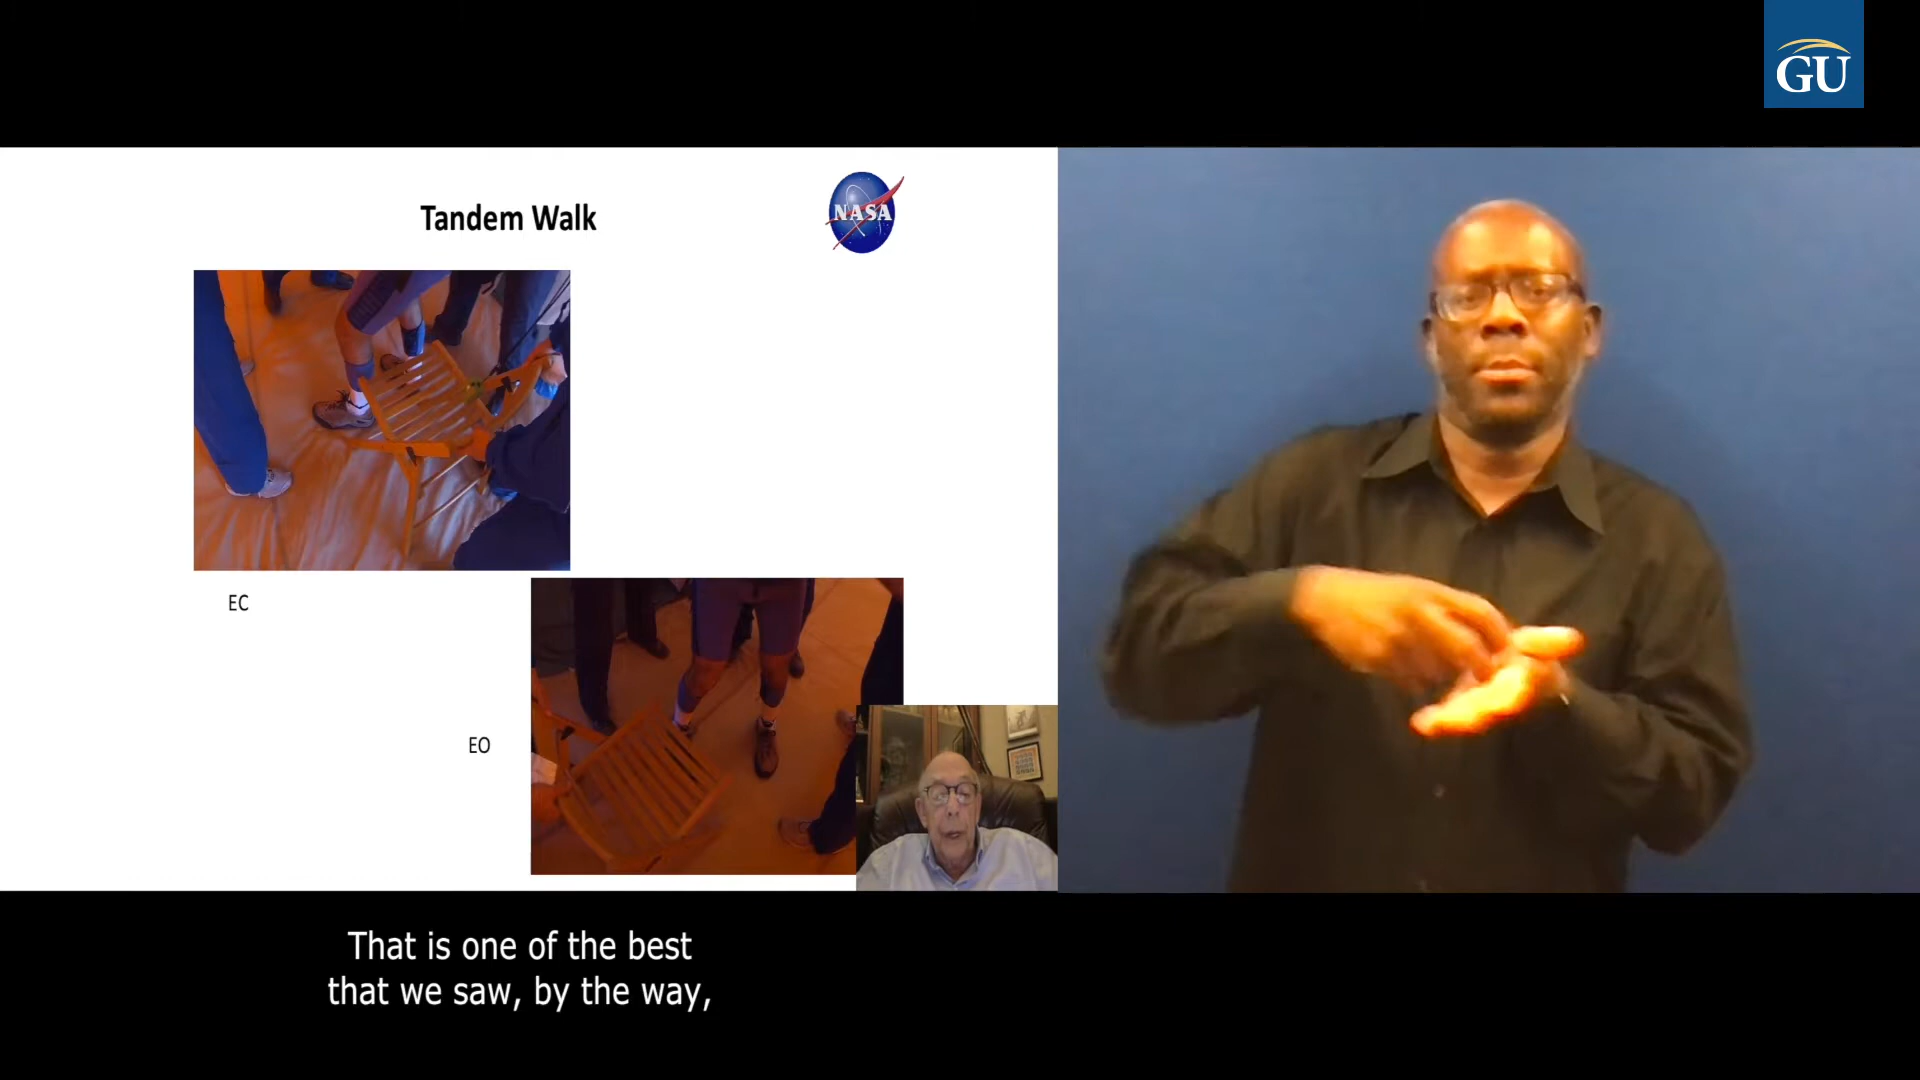 GU
Tandem Walk
NASA
EC
EO
That is one of the best
that we saw, by the way,